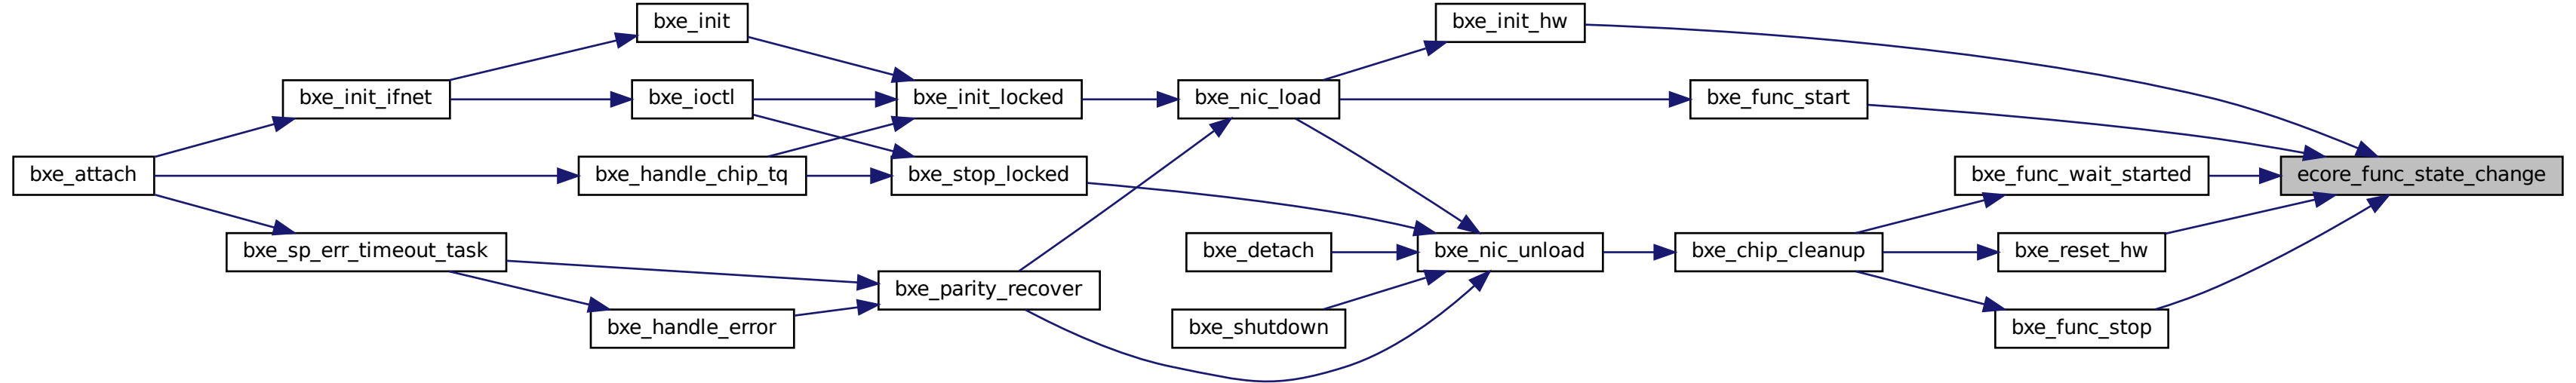 bxe_init
bxe_init_hw
bxe_init_ifnet
bxe_ioctl
bxe_init_locked
bxe_nic_load
bxe_func_start
bxe_attach
bxe_handle_chip_tq
bxe_stop_locked
bxe_func_wait_started
ecore_func_state_change
bxe_sp_err_timeout_task
bxe_detach
bxe_nic_unload
bxe_chip_cleanup
bxe_reset_hw
bxe_parity_recover
bxe_handle_error
bxe_shutdown
bxe_func_stop